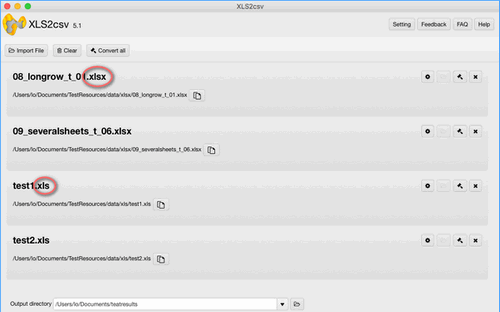 XLS2csv
XLS2csv 5.1
Setting Feedback FAQ Help
Import File Clear Convert all
08_longrow_t_01.xlsx
/Users/lo/Documents/TestResources/data/xlsx/08_longrow_t_01.xlsx
09_severalsheets_t_06.xlsx
/Users/lo/Documents/TestResources/data/xlsx/09_severalsheets_t_06.xlsx
test1.xls
/Users/lo/Documents/TestResources/data/xls/test1.xls
test2.xls
/Users/lo/Documents/TestResources/data/xls/test2.xls
Output directory /Users/lo/Documents/teatresults